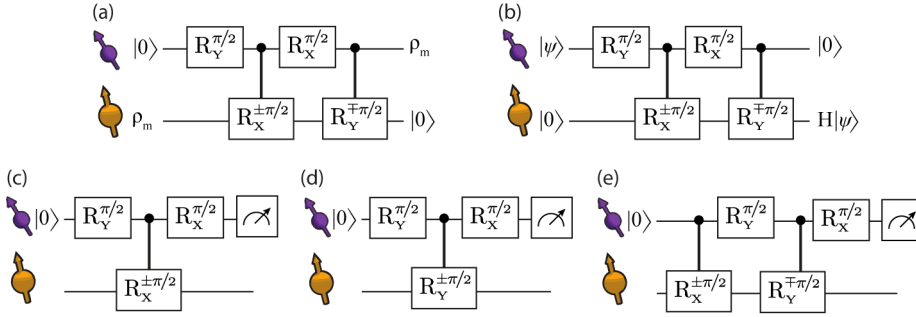 (a) (b)
|0⟩ R_Y^{π/2} R_X^{π/2} ρ_m |ψ⟩ R_Y^{π/2} R_X^{π/2} |0⟩
ρ_m R_X^{±π/2} R_Y^{∓π/2} |0⟩ |0⟩ R_X^{±π/2} R_Y^{∓π/2} H|ψ⟩
(c) (d) (e)
|0⟩ R_Y^{π/2} R_X^{π/2} |0⟩ R_Y^{π/2} R_X^{π/2} |0⟩ R_Y^{π/2} R_X^{π/2}
R_X^{±π/2} R_Y^{±π/2} R_X^{±π/2} R_Y^{∓π/2}